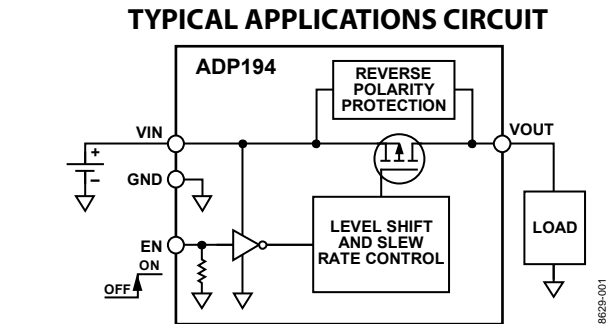 TYPICAL APPLICATIONS CIRCUIT
ADP194
REVERSE
POLARITY
PROTECTION
VIN
VOUT
+
–
GND
LEVEL SHIFT
AND SLEW
RATE CONTROL
LOAD
EN
ON
OFF
8629-001